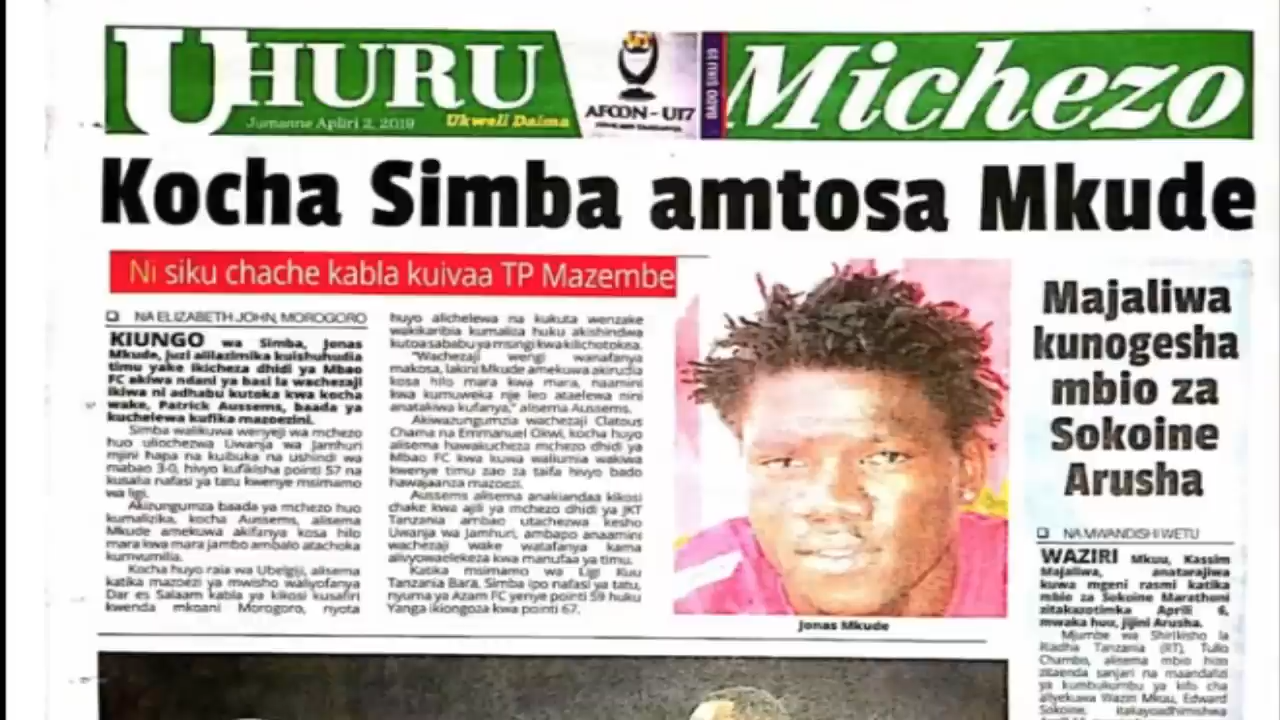 UHURU
Jumanne Apliri 2, 2019
Ukweli Daima
AFCON - U17
BADO SIKU 13
Michezo
Kocha Simba amtosa Mkude
Ni siku chache kabla kuivaa TP Mazembe
NA ELIZABETH JOHN, MOROGORO
KIUNGO wa Simba, Jonas
Mkude, juzi alilazimika kuishuhudia
timu yake ikicheza dhidi ya Mbao
FC akiwa ndani ya basi la wachezaji
ikiwa ni adhabu kutoka kwa kocha
wake, Patrick Aussems, baada ya
kuchelewa kufika mazoezini.
Simba walikuwa wenyeji wa mchezo
huo uliochezwa Uwanja wa Jamhuri
mjini hapa na kuibuka na ushindi wa
mabao 3-0, hivyo kufikisha pointi 57 na
kusalia nafasi ya tatu kwenye msimamo
wa ligi.
Akizungumza baada ya mchezo huo
kumalizika, kocha Aussems, alisema
Mkude amekuwa akifanya kosa hilo
mara kwa mara jambo ambalo atachoka
kumvumilia.
Kocha huyo raia wa Ubelgiji, alisema
katika mazoezi ya mwisho waliyofanya
Dar es Salaam kabla ya kikosi kusafiri
kwenda mkoani Morogoro, nyota
huyo alichelewa na kukuta wenzake
wakikaribia kumaliza huku akishindwa
kutoa sababu ya msingi kwa kilichotokea.
"Wachezaji wengi wanafanya
makosa, lakini Mkude amekuwa akirudia
kosa hilo mara kwa mara, naamini
kwa kumuweka nje leo ataelewa nini
anatakiwa kufanya," alisema Aussems.
Akiwazungumzia wachezaji Clatous
Chama na Emmanuel Okwi, kocha huyo
alisema hawakucheza mchezo dhidi ya
Mbao FC kwa kuwa walitumia wakiwa
kwenye timu zao za taifa hivyo bado
hawajaanza mazoezi.
Aussems alisema anakiandaa kikosi
chake kwa ajili ya mchezo dhidi ya JKT
Tanzania ambao utachezwa kesho
Uwanja wa Jamhuri, ambapo anaamini
wachezaji wake watafanya kama
alivyowaelekeza kwa manufaa ya timu.
Katika msimamo wa Ligi Kuu
Tanzania Bara, Simba ipo nafasi ya tatu,
nyuma ya Azam FC yenye pointi 59 huku
Yanga ikiongoza kwa pointi 67.
Jonas Mkude
Majaliwa
kunogesha
mbio za
Sokoine
Arusha
NA MWANDISHI WETU
WAZIRI Mkuu, Kassim
Majaliwa, anatarajiwa
kuwa mgeni rasmi katika
mbio za Sokoine Marathoni
zitakazotimka Aprili 6,
mwaka huu, jijini Arusha.
Mjumbe wa Shirikisho la
Riadha Tanzania (RT), Tullo
Chambo, alisema mbio hizo
zitaenda sanjari na maandalizi
ya kumbukumbu ya kifo cha
aliyekuwa Waziri Mkuu, Edward
Sokoine, itakayoadhimishwa